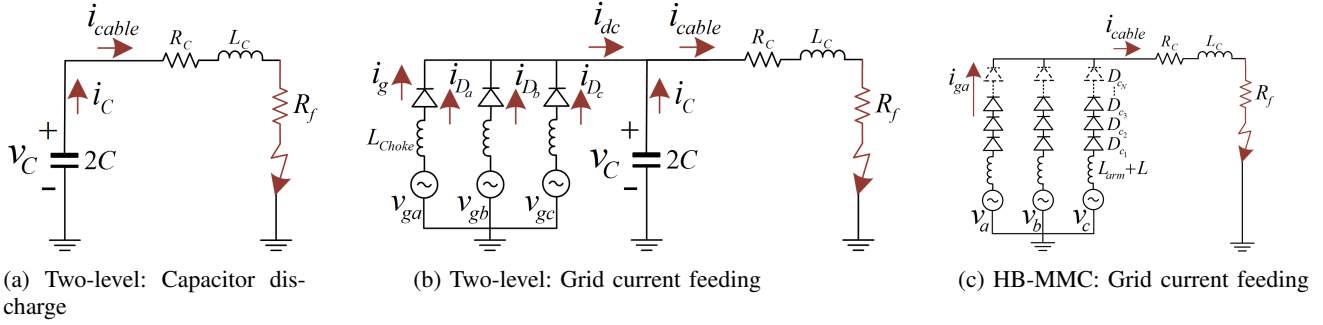 i_cable
R_C L_C
i_C
R_f
+
v_C 2C
−
i_dc i_cable
R_C L_C
i_g i_Da i_Db i_Dc i_C
R_f
L_Choke
+
v_C 2C
−
~ ~ ~
v_ga v_gb v_gc
i_cable
R_C L_C
i_ga D_cN
D_c3
D_c2
D_c1
R_f
L_arm+L
~ ~ ~
v_a v_b v_c
(a) Two-level: Capacitor dis-
charge
(b) Two-level: Grid current feeding
(c) HB-MMC: Grid current feeding